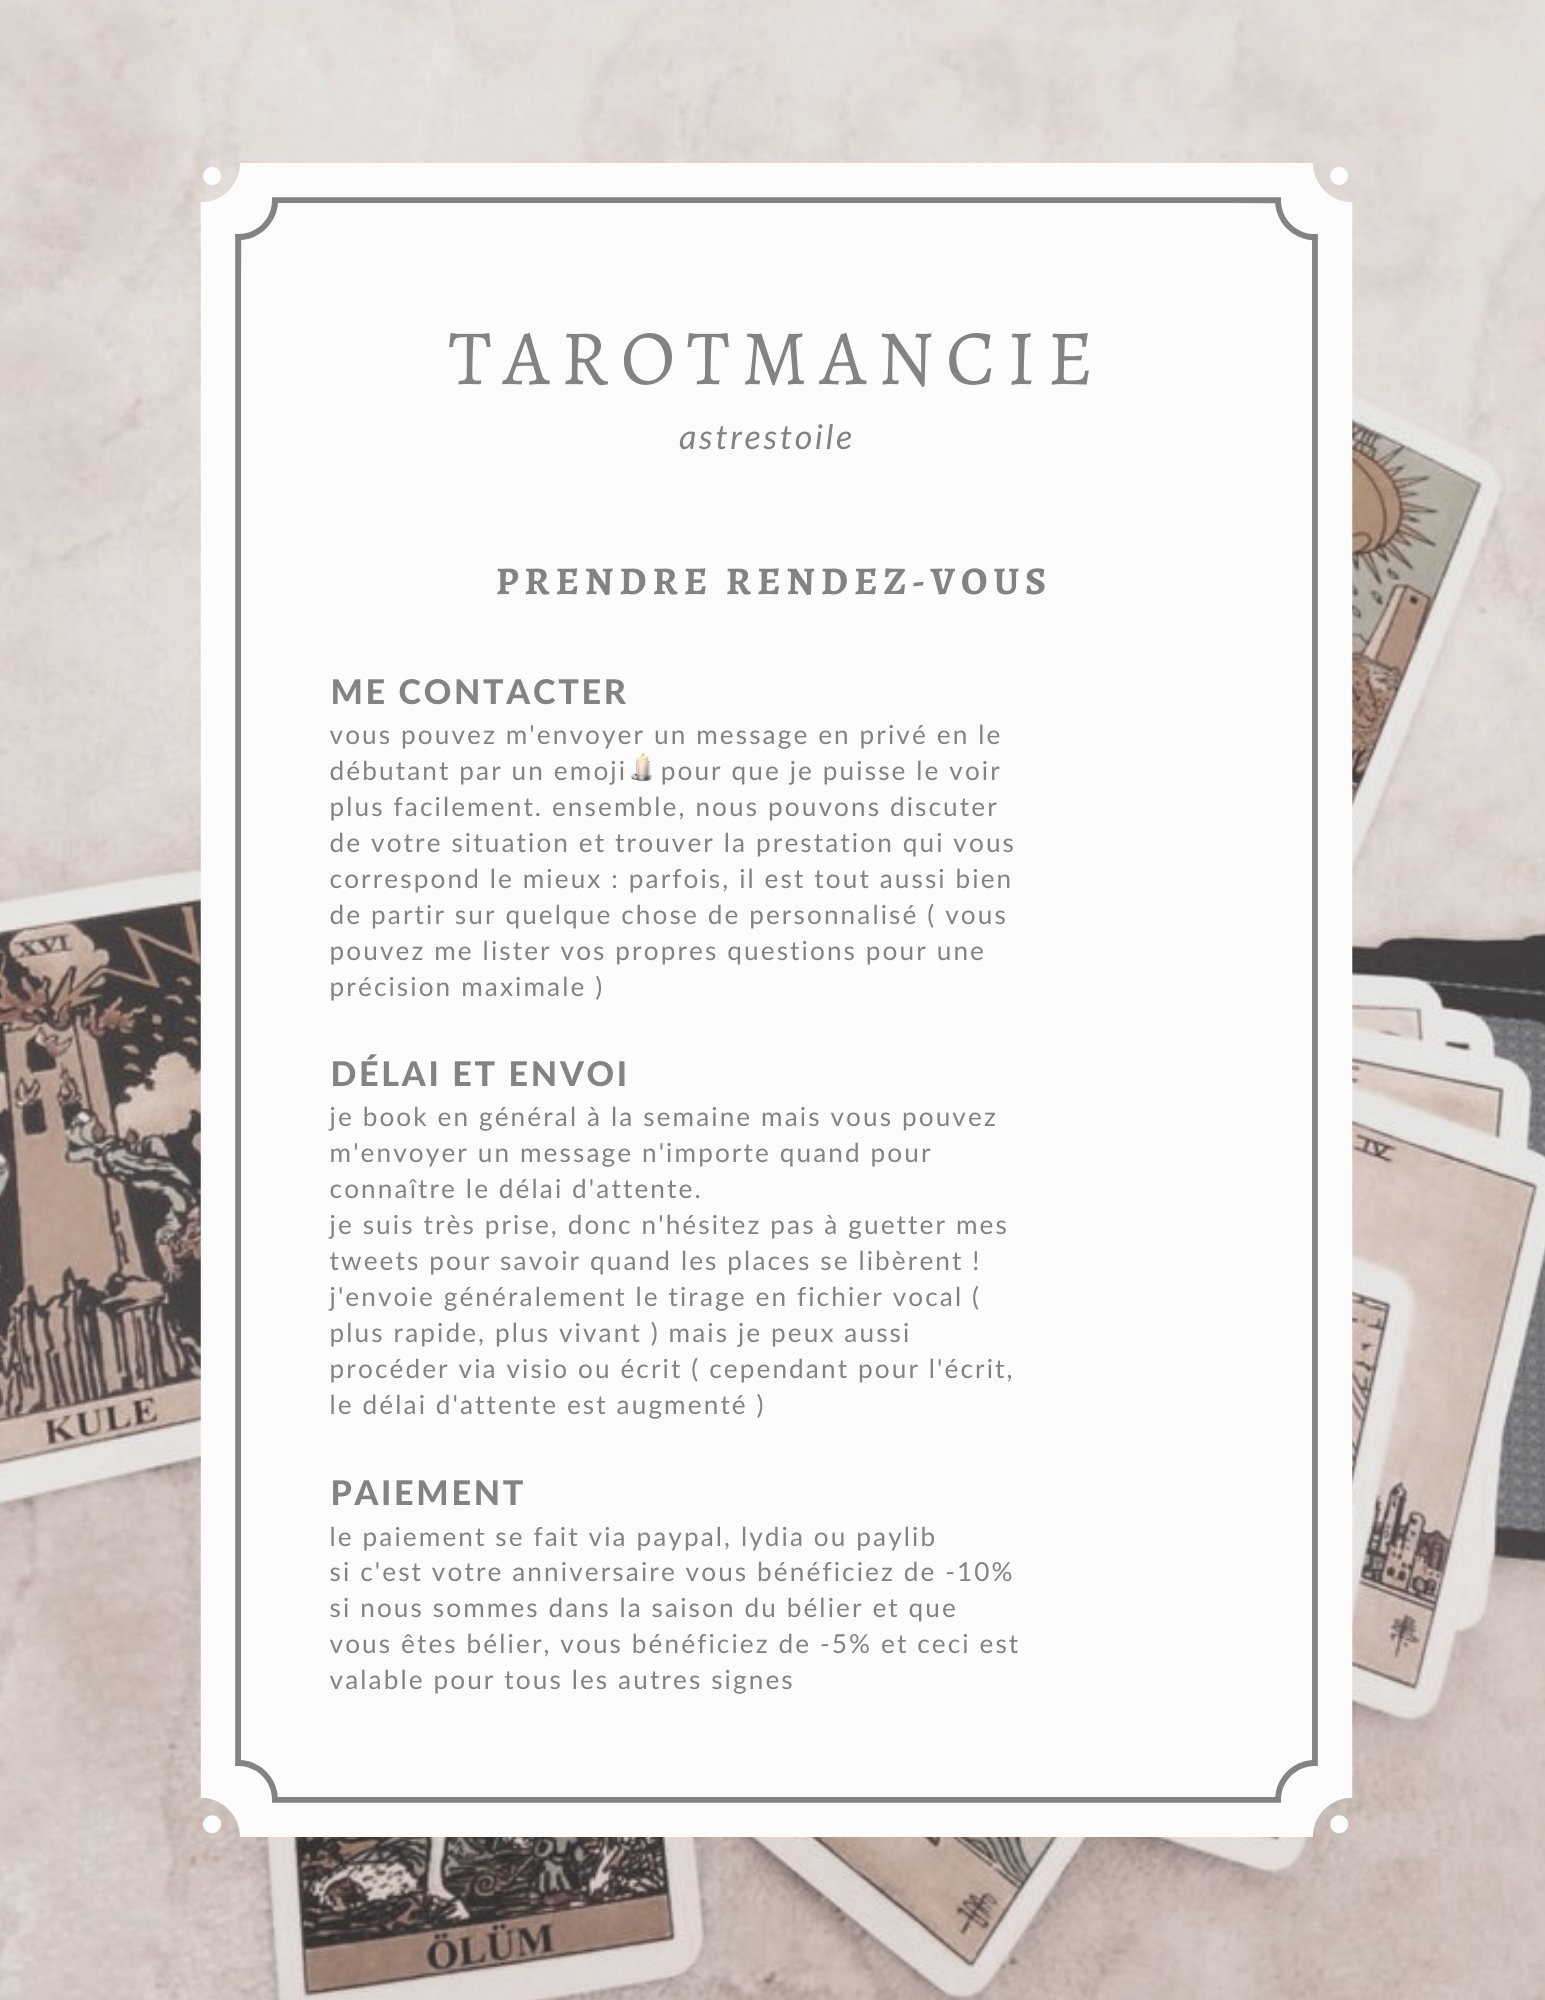 TAROTMANCIE
astrestoile
PRENDRE RENDEZ-VOUS
ME CONTACTER
vous pouvez m'envoyer un message en privé en le
débutant par un emoji🕯️pour que je puisse le voir
plus facilement. ensemble, nous pouvons discuter
de votre situation et trouver la prestation qui vous
correspond le mieux : parfois, il est tout aussi bien
de partir sur quelque chose de personnalisé ( vous
pouvez me lister vos propres questions pour une
précision maximale )
DÉLAI ET ENVOI
je book en général à la semaine mais vous pouvez
m'envoyer un message n'importe quand pour
connaître le délai d'attente.
je suis très prise, donc n'hésitez pas à guetter mes
tweets pour savoir quand les places se libèrent !
j'envoie généralement le tirage en fichier vocal (
plus rapide, plus vivant ) mais je peux aussi
procéder via visio ou écrit ( cependant pour l'écrit,
le délai d'attente est augmenté )
PAIEMENT
le paiement se fait via paypal, lydia ou paylib
si c'est votre anniversaire vous bénéficiez de -10%
si nous sommes dans la saison du bélier et que
vous êtes bélier, vous bénéficiez de -5% et ceci est
valable pour tous les autres signes
XVI
KULE
IV
ÖLÜM